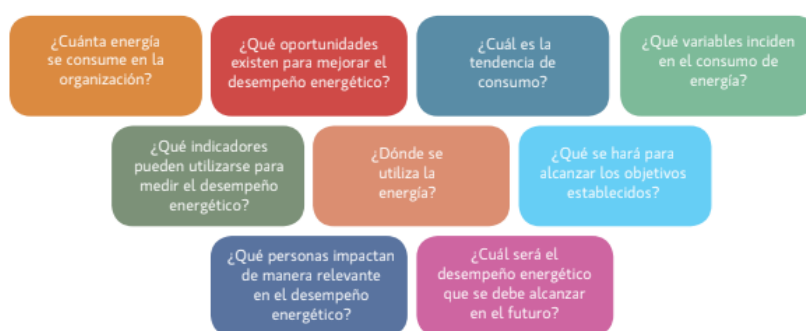 ¿Cuánta energía
se consume en la
organización?
¿Qué oportunidades
existen para mejorar el
desempeño energético?
¿Cuál es la
tendencia de
consumo?
¿Qué variables inciden
en el consumo de
energía?
¿Qué indicadores
pueden utilizarse para
medir el desempeño
energético?
¿Dónde se
utiliza la
energía?
¿Qué se hará para
alcanzar los objetivos
establecidos?
¿Qué personas impactan
de manera relevante
en el desempeño
energético?
¿Cuál será el
desempeño energético
que se debe alcanzar
en el futuro?